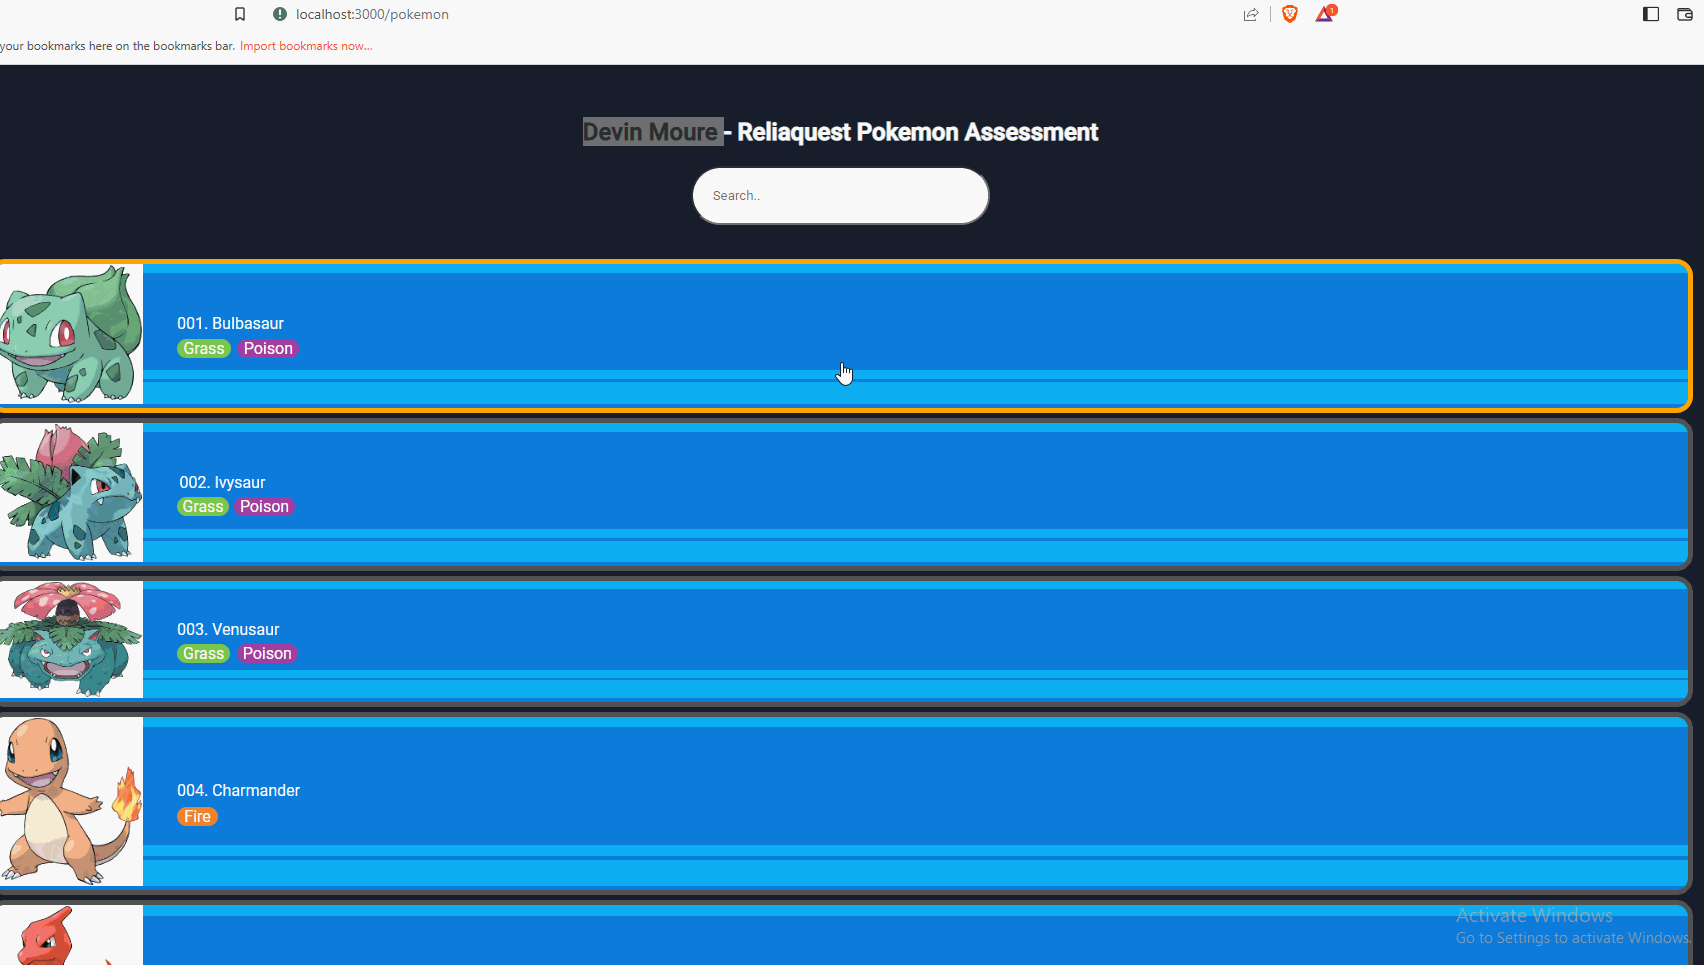 localhost:3000/pokemon
1
your bookmarks here on the bookmarks bar. Import bookmarks now...
Devin Moure - Reliaquest Pokemon Assessment
Search..
001. Bulbasaur
Grass Poison
002. Ivysaur
Grass Poison
003. Venusaur
Grass Poison
004. Charmander
Fire
Activate Windows
Go to Settings to activate Windows.